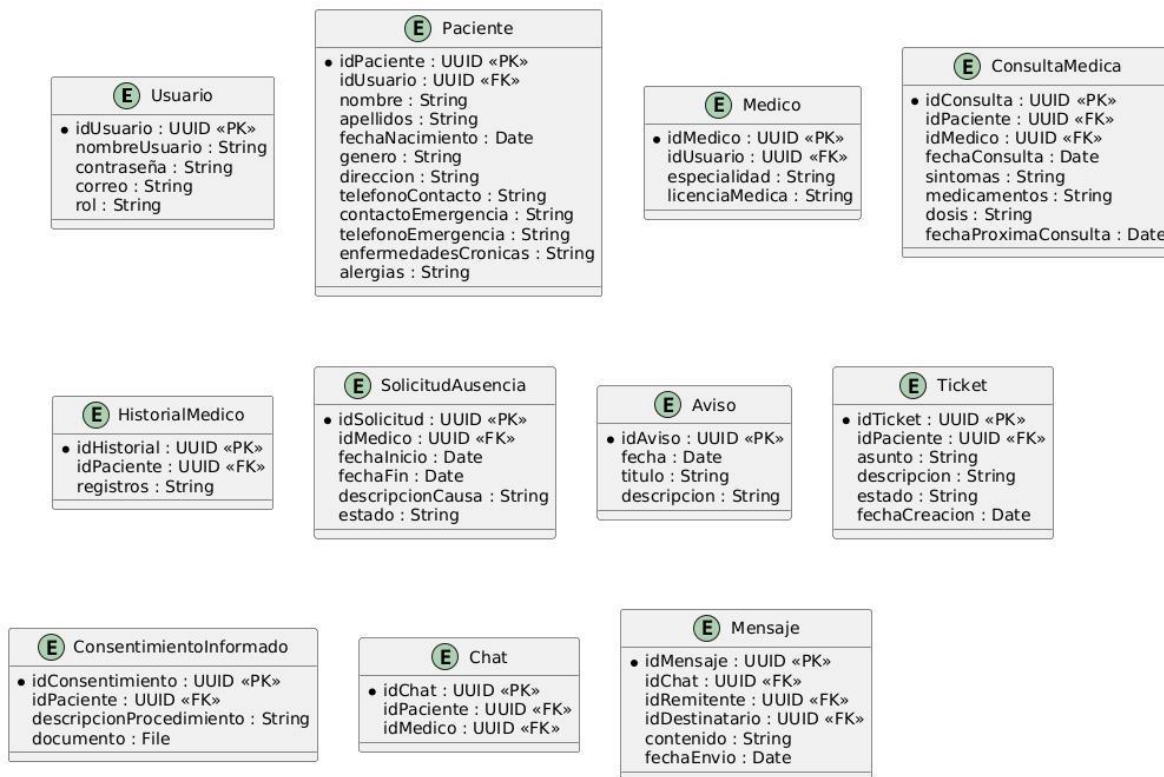 E Usuario
idUsuario : UUID «PK»
nombreUsuario : String
contraseña : String
correo : String
rol : String
E Paciente
idPaciente : UUID «PK»
idUsuario : UUID «FK»
nombre : String
apellidos : String
fechaNacimiento : Date
genero : String
direccion : String
telefonoContacto : String
contactoEmergencia : String
telefonoEmergencia : String
enfermedadesCronicas : String
alergias : String
E Medico
idMedico : UUID «PK»
idUsuario : UUID «FK»
especialidad : String
licenciaMedica : String
E ConsultaMedica
idConsulta : UUID «PK»
idPaciente : UUID «FK»
idMedico : UUID «FK»
fechaConsulta : Date
sintomas : String
medicamentos : String
dosis : String
fechaProximaConsulta : Date
E HistorialMedico
idHistorial : UUID «PK»
idPaciente : UUID «FK»
registros : String
E SolicitudAusencia
idSolicitud : UUID «PK»
idMedico : UUID «FK»
fechaInicio : Date
fechaFin : Date
descripcionCausa : String
estado : String
E Aviso
idAviso : UUID «PK»
fecha : Date
titulo : String
descripcion : String
E Ticket
idTicket : UUID «PK»
idPaciente : UUID «FK»
asunto : String
descripcion : String
estado : String
fechaCreacion : Date
E ConsentimientoInformado
idConsentimiento : UUID «PK»
idPaciente : UUID «FK»
descripcionProcedimiento : String
documento : File
E Chat
idChat : UUID «PK»
idPaciente : UUID «FK»
idMedico : UUID «FK»
E Mensaje
idMensaje : UUID «PK»
idChat : UUID «FK»
idRemitente : UUID «FK»
idDestinatario : UUID «FK»
contenido : String
fechaEnvio : Date